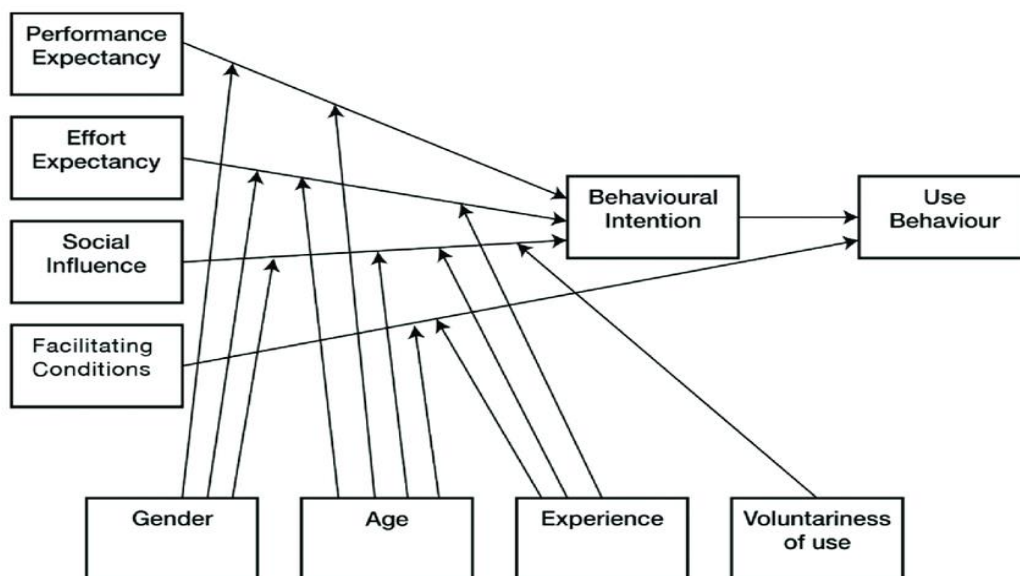 Performance
Expectancy
Effort
Expectancy
Social
Influence
Facilitating
Conditions
Behavioural
Intention
Use
Behaviour
Gender
Age
Experience
Voluntariness
of use